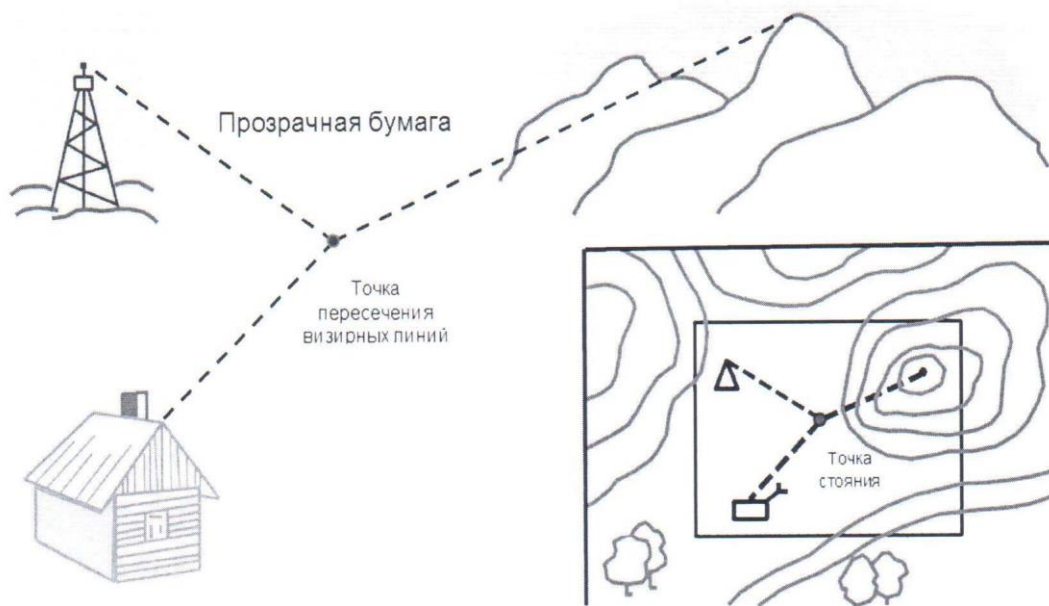 Прозрачная бумага
Точка
пересечения
визирных линий
Точка
стояния